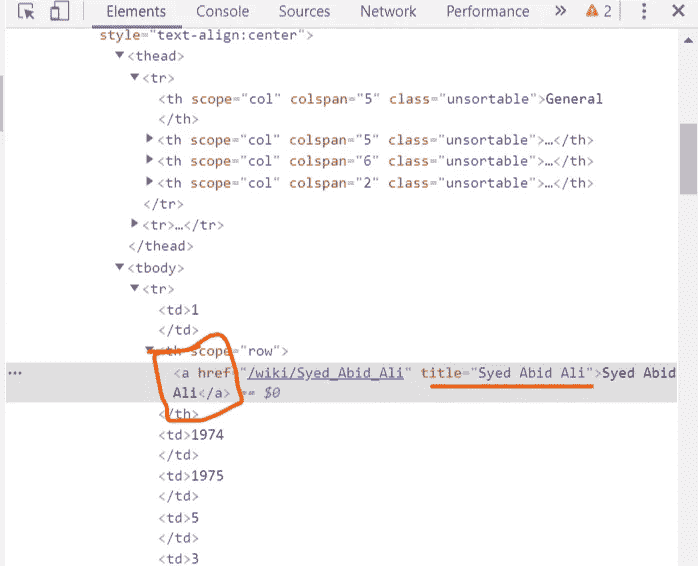 Elements Console Sources Network Performance » 2
style="text-align:center">
<thead>
<tr>
<th scope="col" colspan="5" class="unsortable">General
</th>
<th scope="col" colspan="5" class="unsortable">…</th>
<th scope="col" colspan="6" class="unsortable">…</th>
<th scope="col" colspan="2" class="unsortable">…</th>
</tr>
<tr>…</tr>
</thead>
<tbody>
<tr>
<td>1
</td>
<th scope="row">
<a href="/wiki/Syed_Abid_Ali" title="Syed Abid Ali">Syed Abid
Ali</a> == $0
</th>
<td>1974
</td>
<td>1975
</td>
<td>5
</td>
<td>3